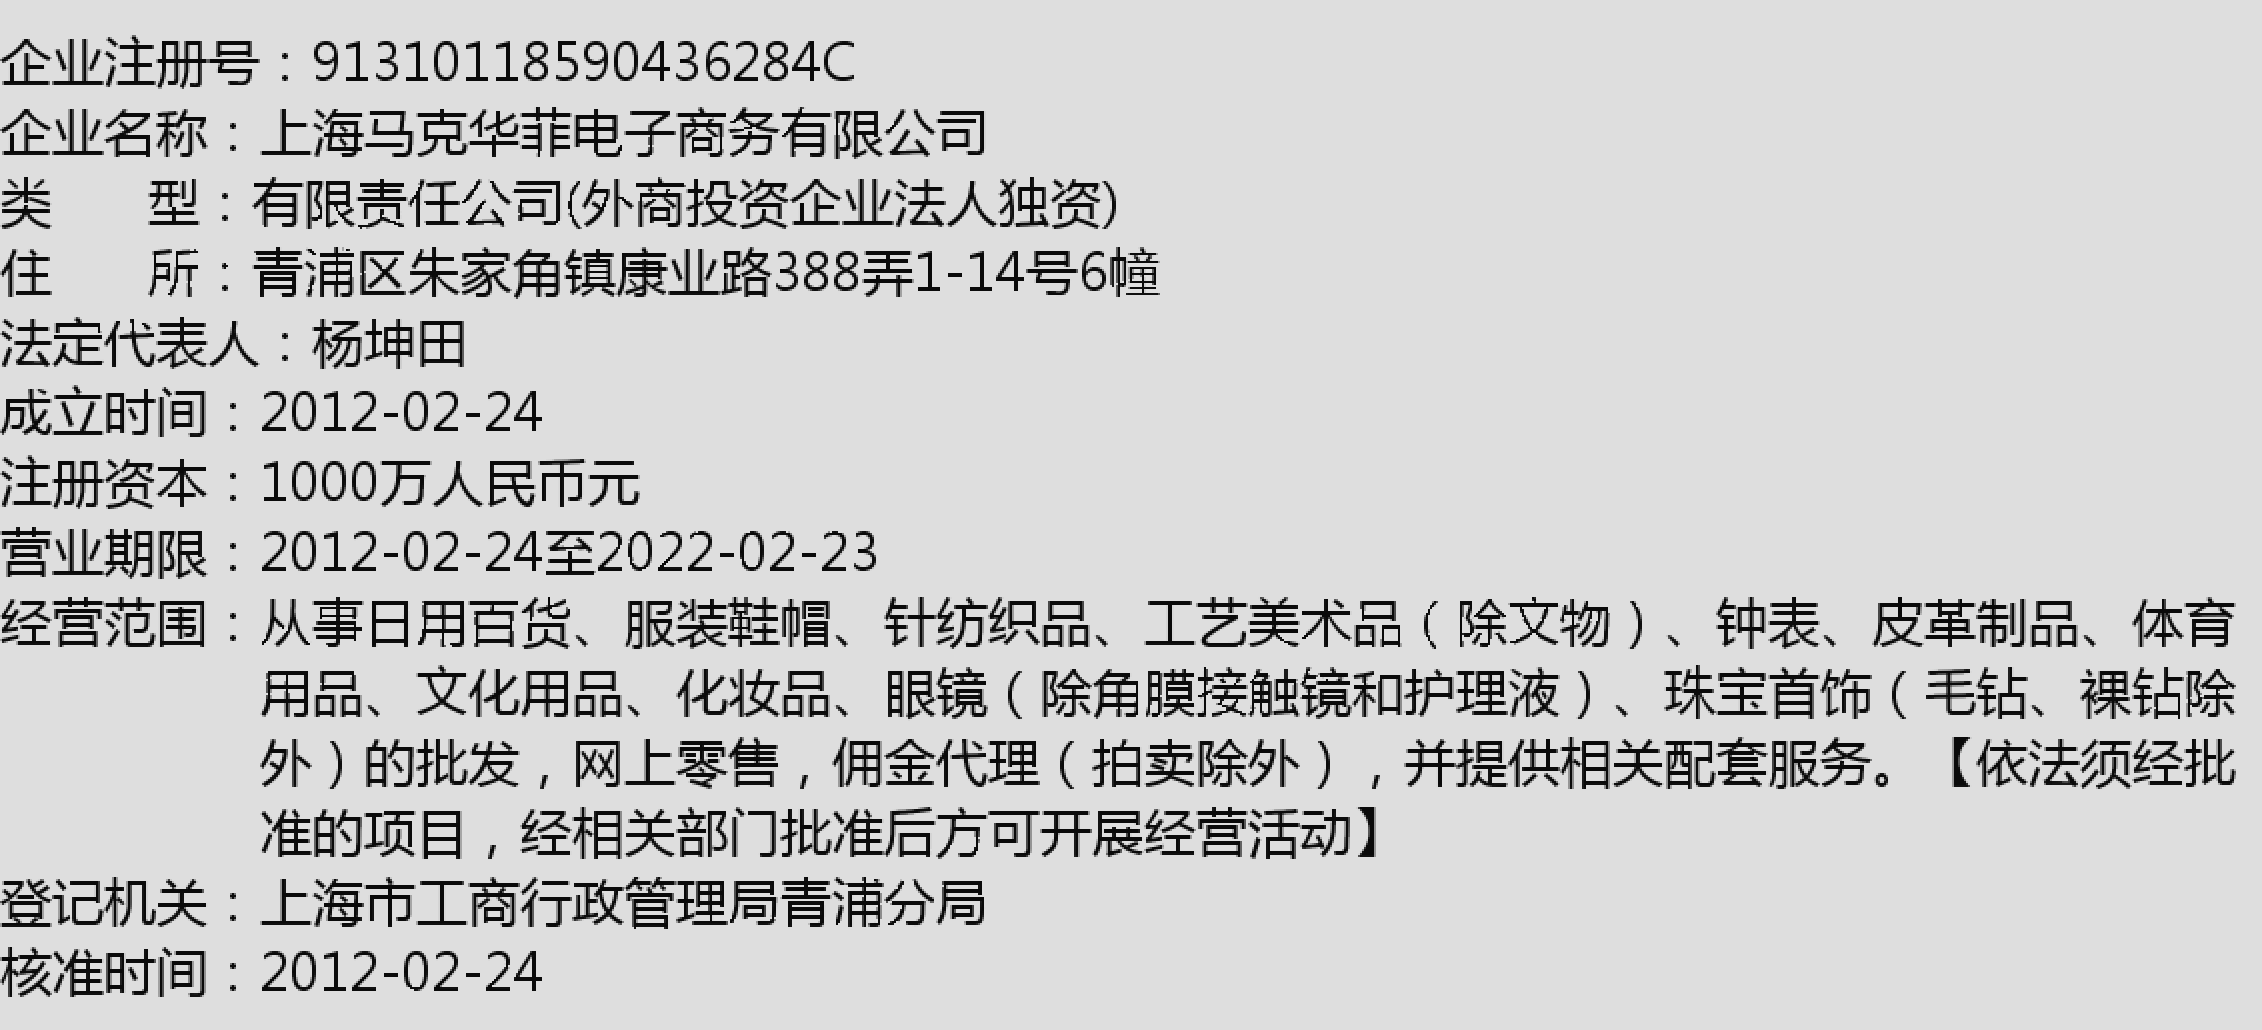 企业注册号：91310118590436284C
企业名称：上海马克华菲电子商务有限公司
类　　型：有限责任公司(外商投资企业法人独资)
住　　所：青浦区朱家角镇康业路388弄1-14号6幢
法定代表人：杨坤田
成立时间：2012-02-24
注册资本：1000万人民币元
营业期限：2012-02-24至2022-02-23
经营范围：从事日用百货、服装鞋帽、针纺织品、工艺美术品（除文物）、钟表、皮革制品、体育
用品、文化用品、化妆品、眼镜（除角膜接触镜和护理液）、珠宝首饰（毛钻、裸钻除
外）的批发，网上零售，佣金代理（拍卖除外），并提供相关配套服务。【依法须经批
准的项目，经相关部门批准后方可开展经营活动】
登记机关：上海市工商行政管理局青浦分局
核准时间：2012-02-24